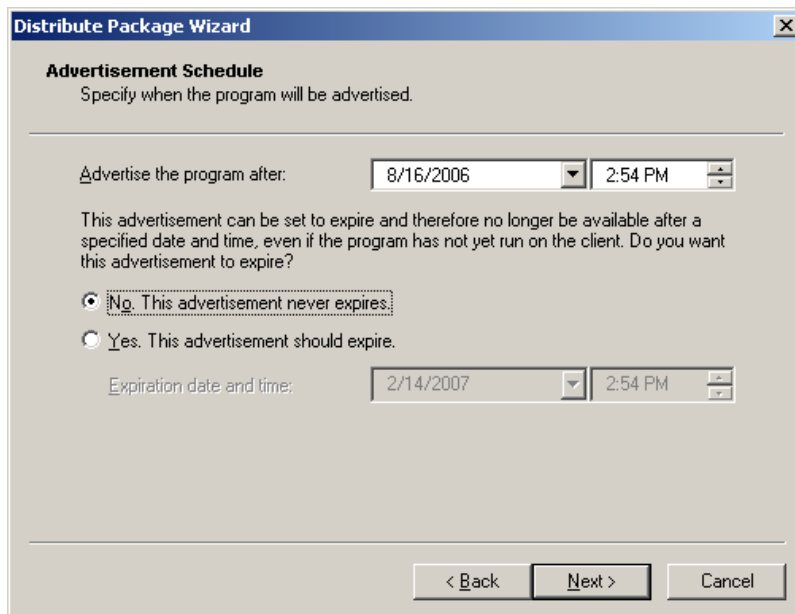 Distribute Package Wizard
Advertisement Schedule
Specify when the program will be advertised.
Advertise the program after: 8/16/2006 2:54 PM
This advertisement can be set to expire and therefore no longer be available after a
specified date and time, even if the program has not yet run on the client. Do you want
this advertisement to expire?
No. This advertisement never expires.
Yes. This advertisement should expire.
Expiration date and time: 2/14/2007 2:54 PM
< Back Next > Cancel